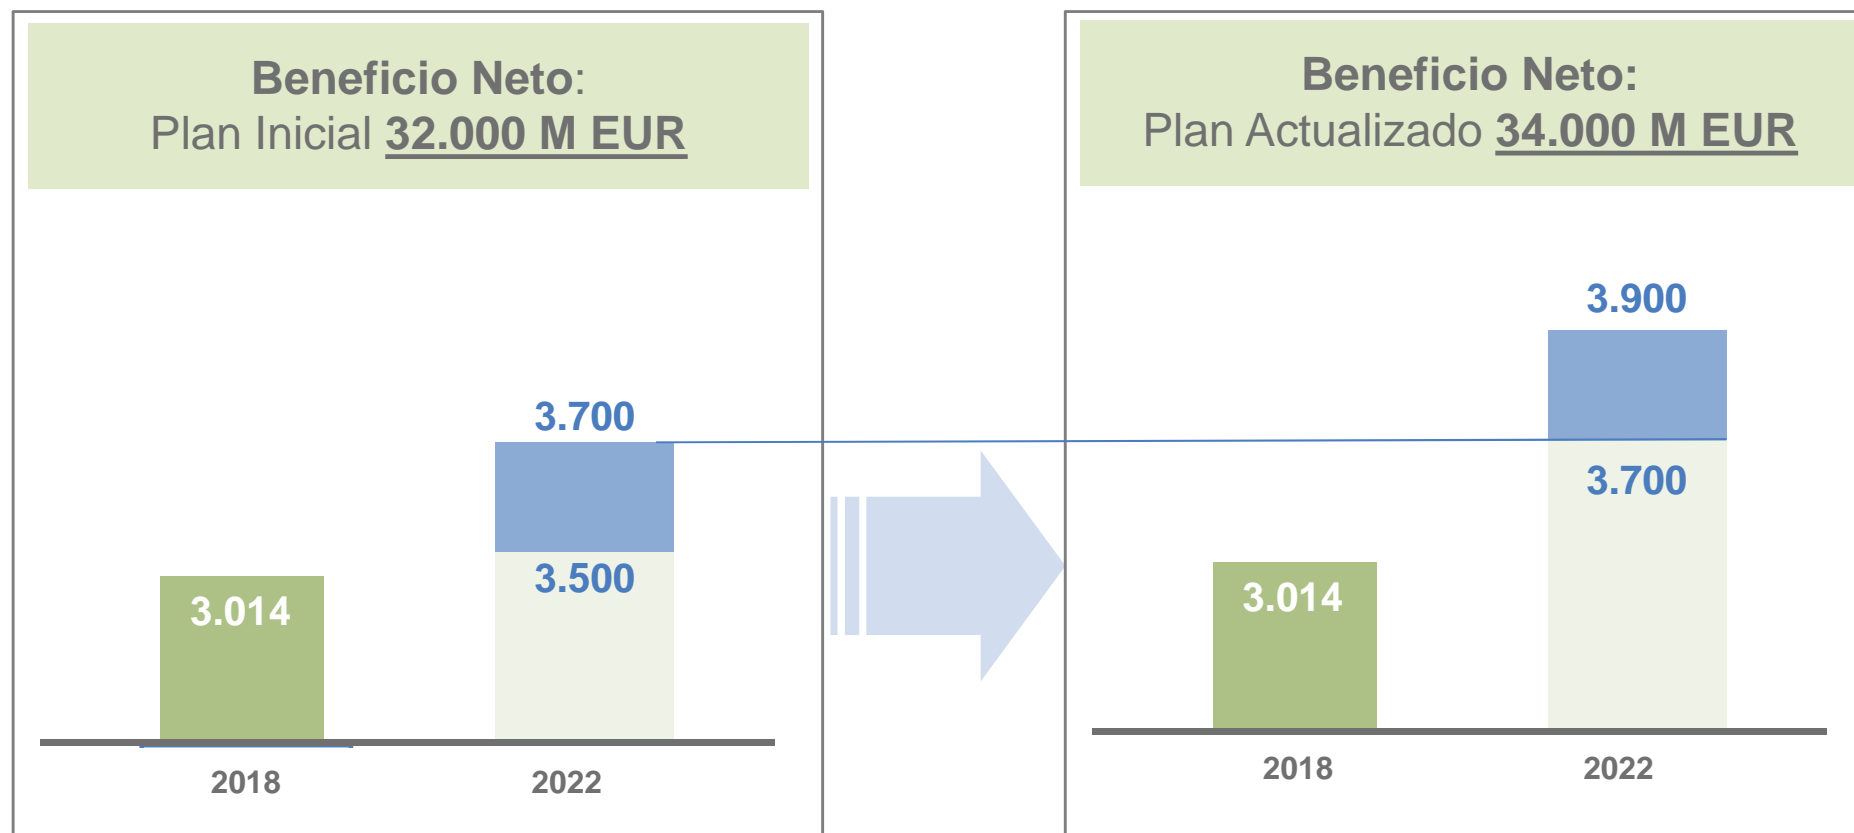 Beneficio Neto:
Plan Inicial 32.000 M EUR
3.700
3.500
3.014
2018
2022
Beneficio Neto:
Plan Actualizado 34.000 M EUR
3.900
3.700
3.014
2018
2022